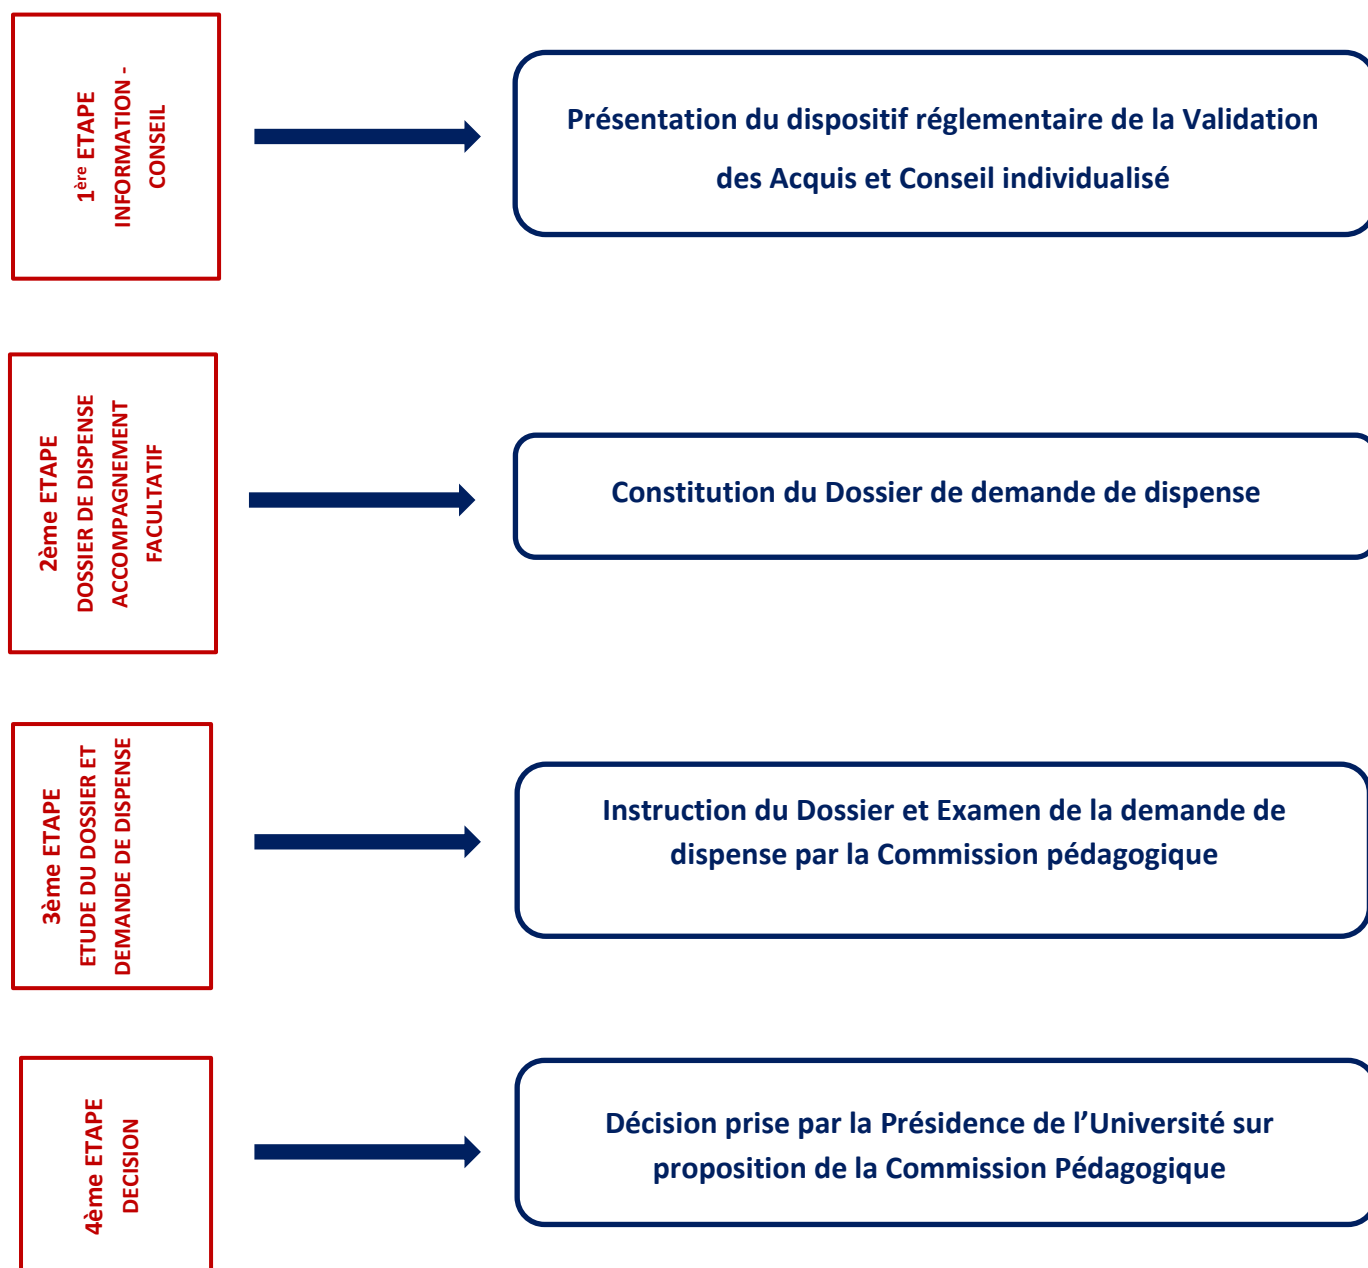 1ère ETAPE
INFORMATION -
CONSEIL
Présentation du dispositif réglementaire de la Validation
des Acquis et Conseil individualisé
2ème ETAPE
DOSSIER DE DISPENSE
ACCOMPAGNEMENT
FACULTATIF
Constitution du Dossier de demande de dispense
3ème ETAPE
ETUDE DU DOSSIER ET
DEMANDE DE DISPENSE
Instruction du Dossier et Examen de la demande de
dispense par la Commission pédagogique
4ème ETAPE
DECISION
Décision prise par la Présidence de l’Université sur
proposition de la Commission Pédagogique